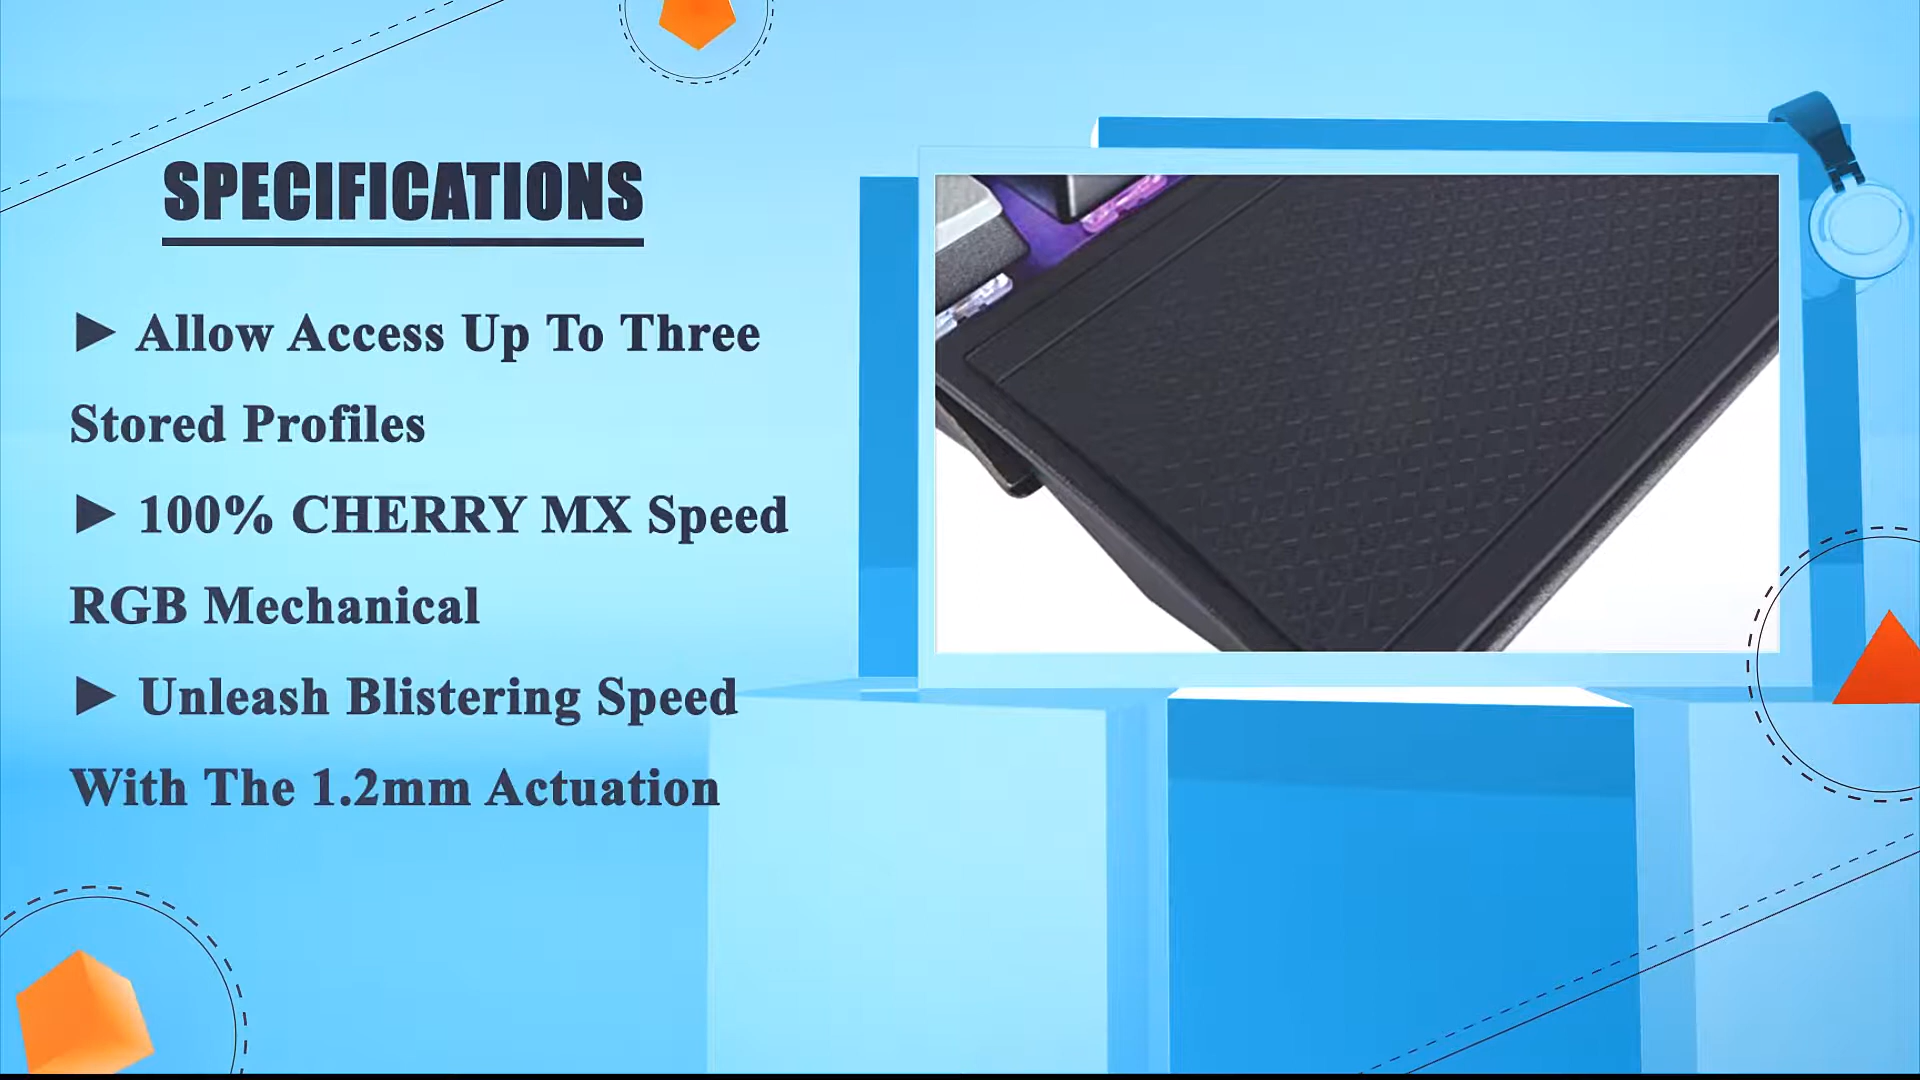 SPECIFICATIONS
► Allow Access Up To Three
Stored Profiles
► 100% CHERRY MX Speed
RGB Mechanical
► Unleash Blistering Speed
With The 1.2mm Actuation